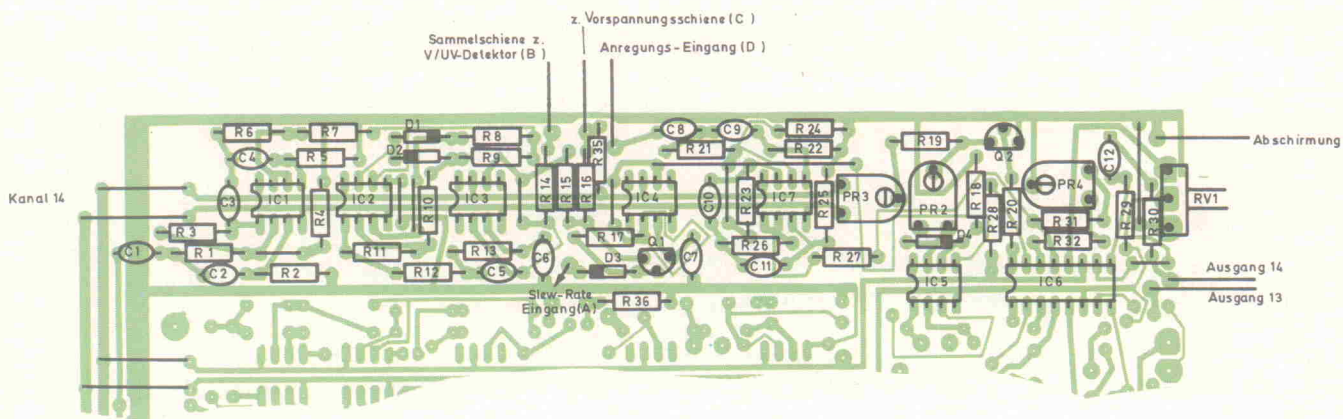 z. Vorspannungsschiene (C)
Sammelschiene z.
V/UV-Detektor (B)
Anregungs-Eingang (D)
R6
R7
D1
R8
R35
C8
C9
R24
R19
Q2
Abschirmung
C4
R5
D2
R9
R21
R22
C12
Kanal 14
C3
IC1
R4
IC2
R10
IC3
R14
R15
R16
IC4
C10
R23
IC7
R25
PR3
PR2
R18
R28
R20
PR4
R31
R29
R30
RV1
R3
R17
Q1
R26
D4
R32
C1
R1
R11
R13
C6
C7
R27
C2
R2
R12
C5
D3
C11
IC5
IC6
Ausgang 14
Slew-Rate
Eingang (A)
R36
Ausgang 13